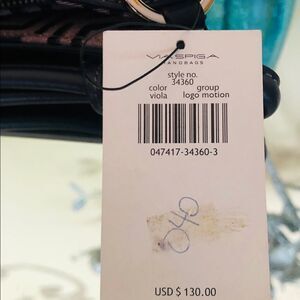 VIA SPIGA
HANDBAGS
style no.
34360
color group
viola logo motion
047417-34360-3
USD $ 130.00